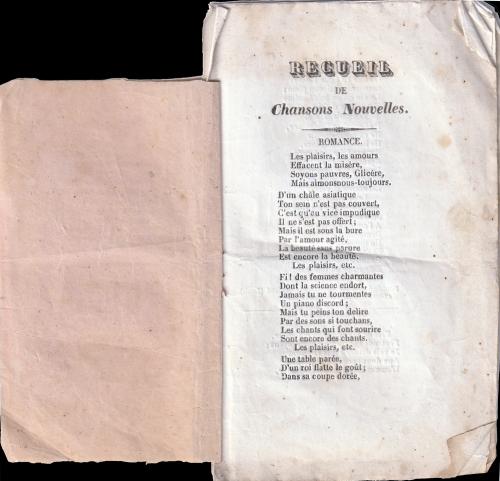 RECUEIL
DE
Chansons Nouvelles.
ROMANCE.
Les plaisirs, les amours
Effacent la misère,
Soyons pauvres, Glicère,
Mais aimonsnous-toujours.
D'un châle asiatique
Ton sein n'est pas couvert,
C'est qu'au vice impudique
Il ne s'est pas offert;
Mais il est sous la bure
Par l'amour agité,
La beauté sans parure
Est encore la beauté.
Les plaisirs, etc.
Fi! des femmes charmantes
Dont la science endort,
Jamais tu ne tourmentes
Un piano discord;
Mais tu peins ton délire
Par des sons si touchans,
Les chants qui font sourire
Sont encore des chants.
Les plaisirs, etc.
Une table parée,
D'un roi flatte le goût;
Dans sa coupe dorée,